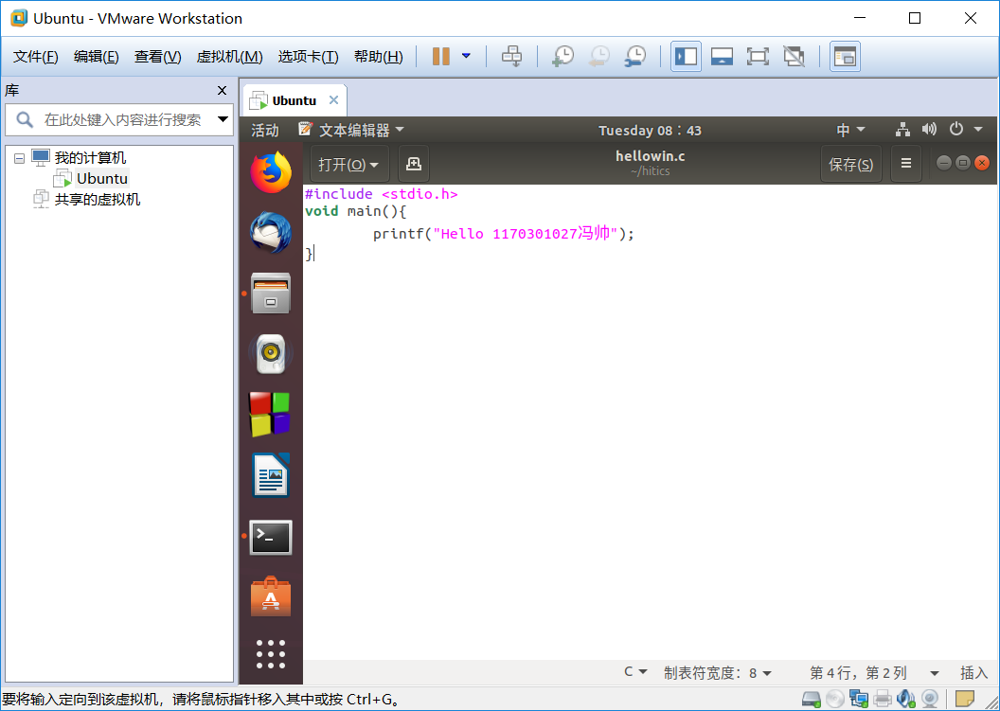 Ubuntu - VMware Workstation
文件(F) 编辑(E) 查看(V) 虚拟机(M) 选项卡(T) 帮助(H)
库
在此处键入内容进行搜索
我的计算机
Ubuntu
共享的虚拟机
Ubuntu
活动 文本编辑器 Tuesday 08：43 中
打开(O) hellowin.c 保存(S)
~/hitics
#include <stdio.h>
void main(){
printf("Hello 1170301027冯帅");
}
C 制表符宽度：8 第 4 行，第 2 列 插入
要将输入定向到该虚拟机，请将鼠标指针移入其中或按 Ctrl+G。